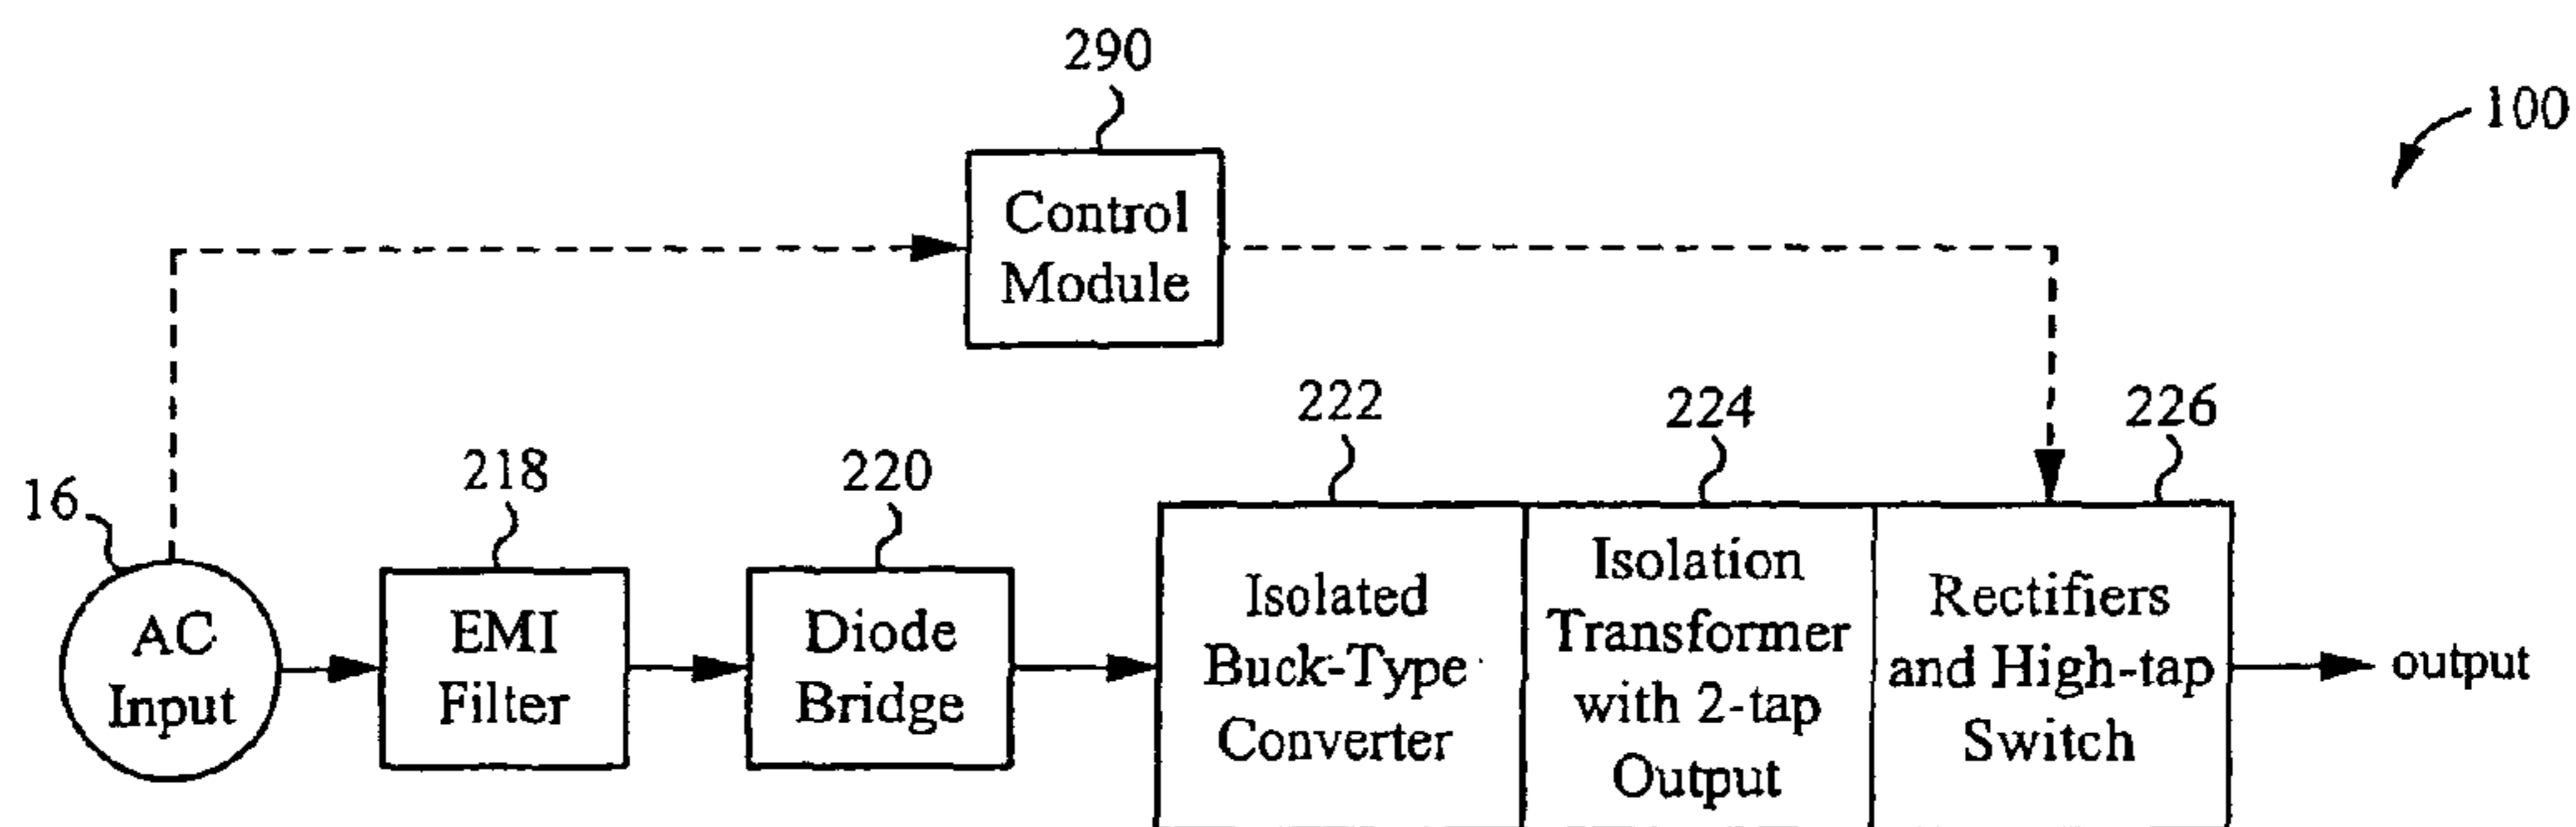 290
100
Control
Module
222
224
226
16
218
220
AC
Input
EMI
Filter
Diode
Bridge
Isolated
Buck-Type
Converter
Isolation
Transformer
with 2-tap
Output
Rectifiers
and High-tap
Switch
output